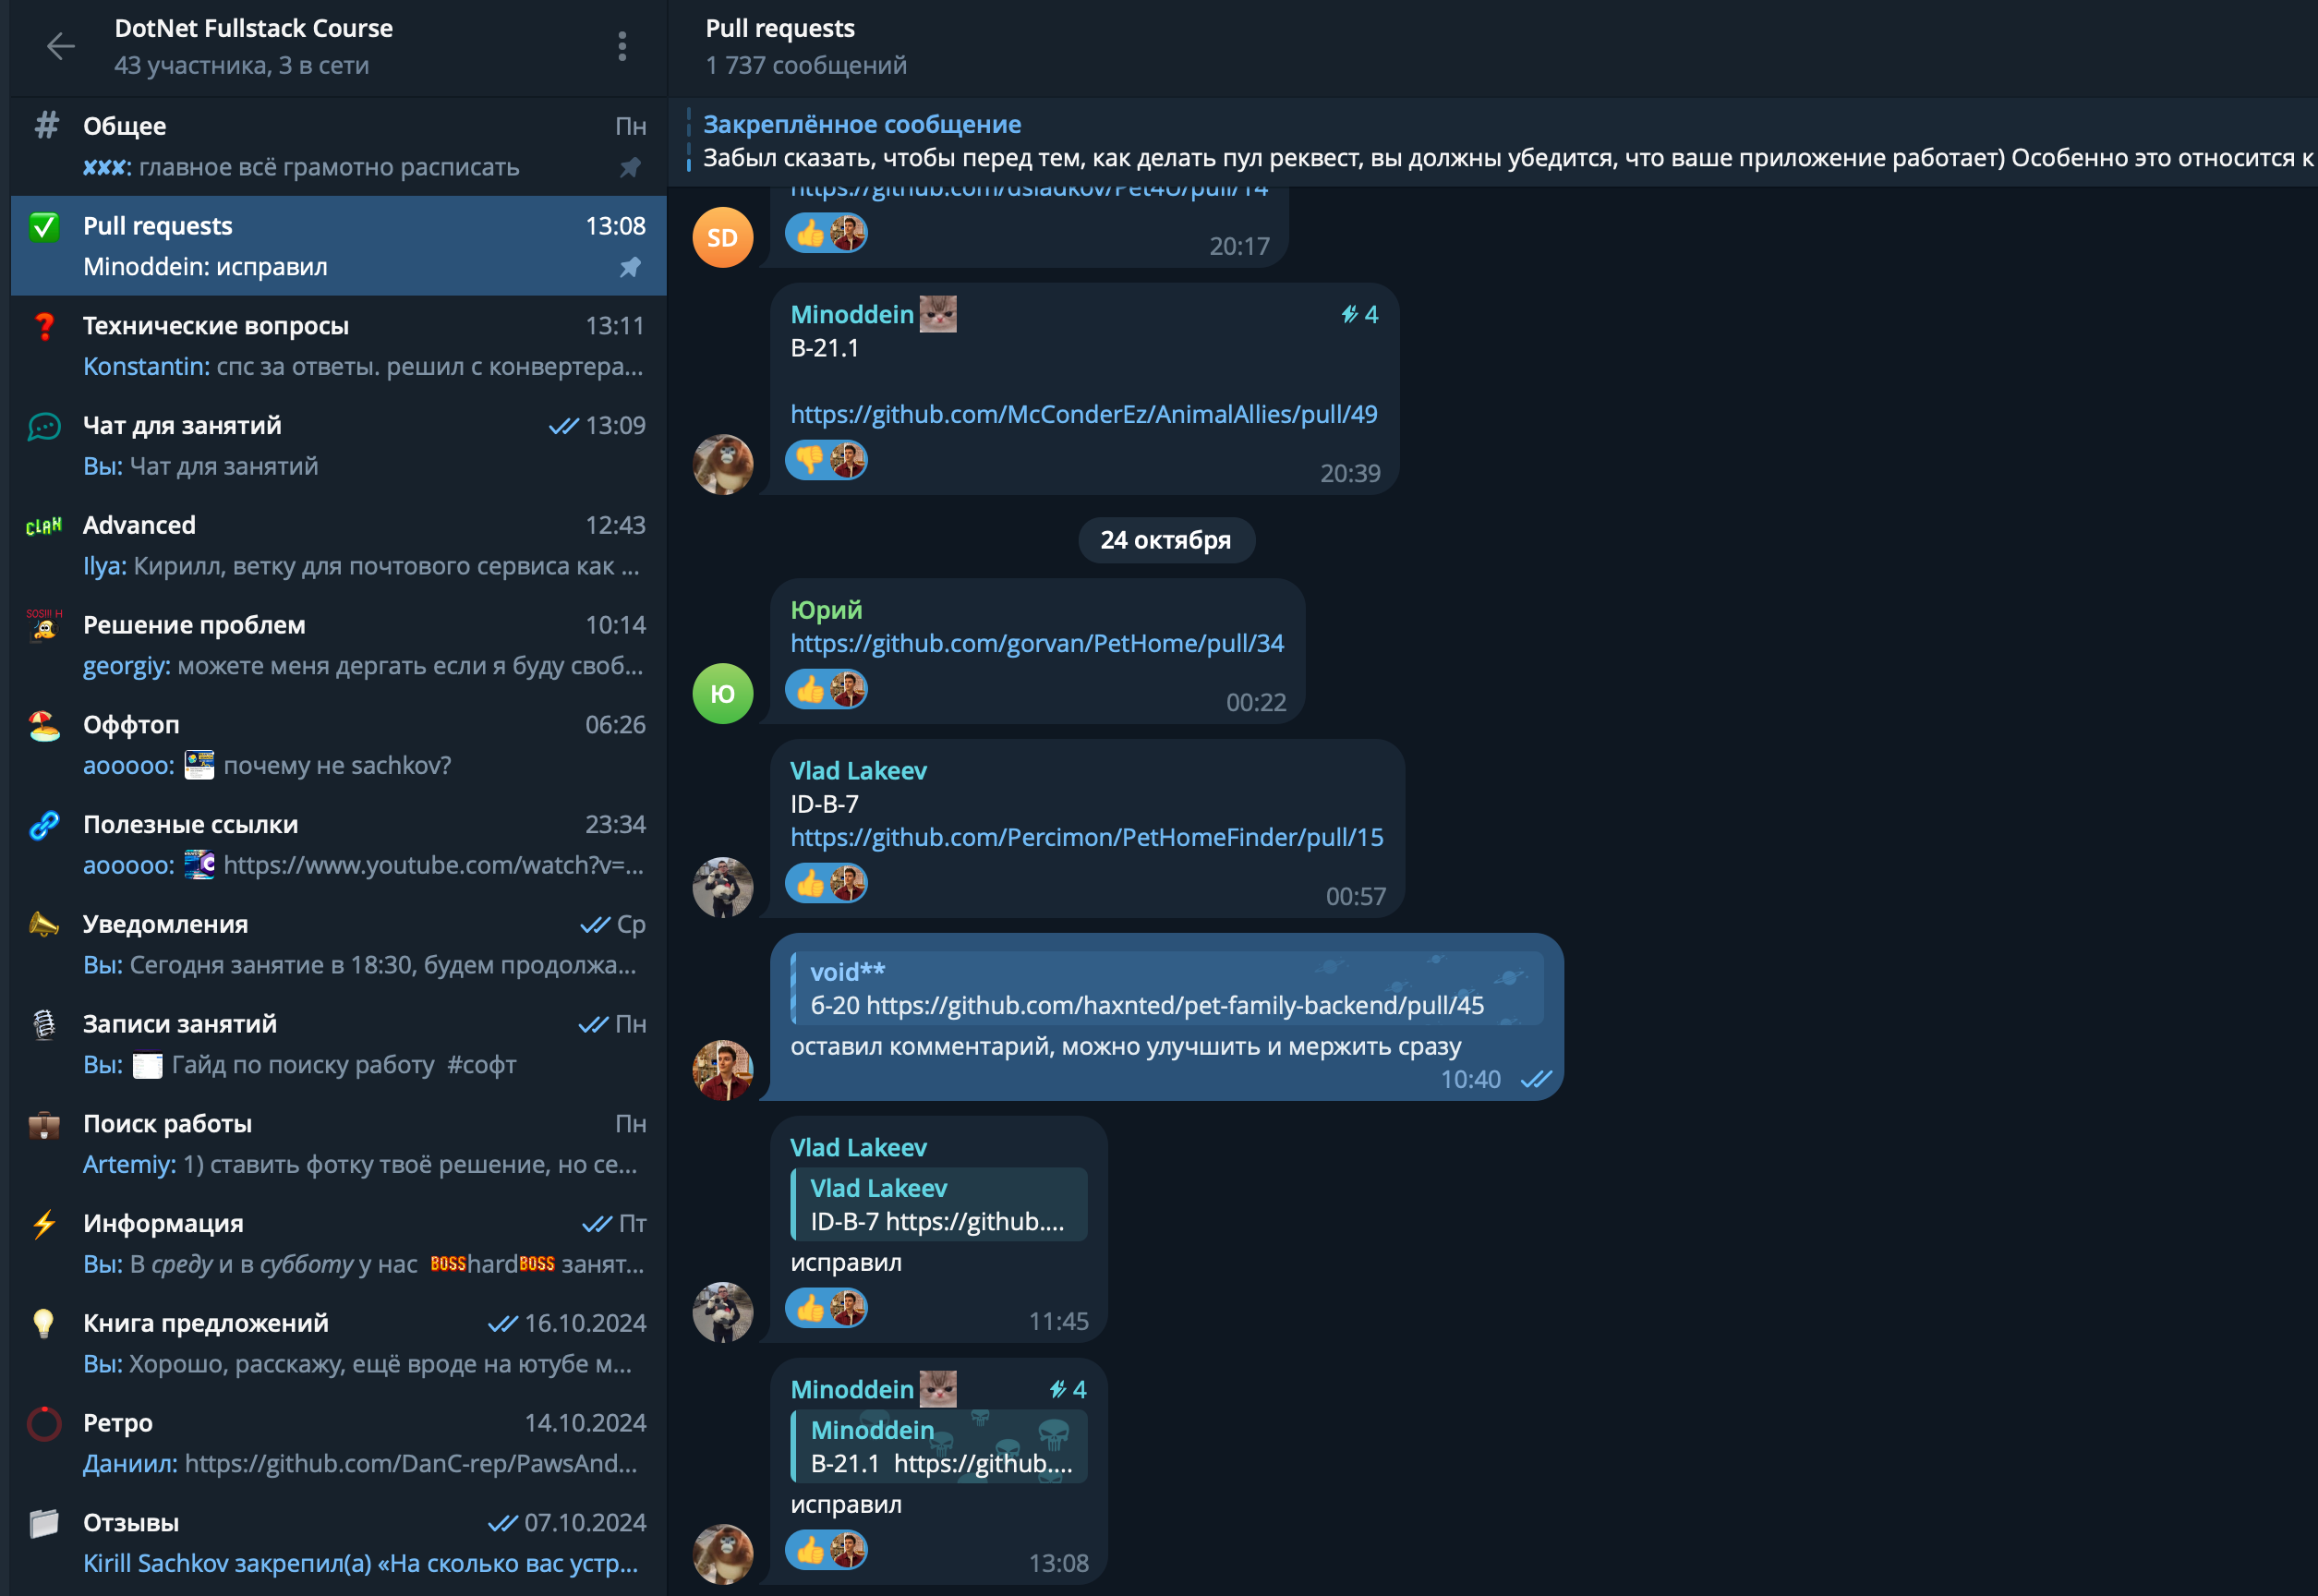 DotNet Fullstack Course
43 участника, 3 в сети
Общее
Пн
✘✘✘: главное всё грамотно расписать
Pull requests
13:08
Minoddein: исправил
Технические вопросы
13:11
Konstantin: спс за ответы. решил с конвертера...
Чат для занятий
13:09
Вы: Чат для занятий
CLAN
Advanced
12:43
Ilya: Кирилл, ветку для почтового сервиса как ...
SOS!!! H
Решение проблем
10:14
georgiy: можете меня дергать если я буду своб...
Оффтоп
06:26
aooooo: почему не sachkov?
Полезные ссылки
23:34
aooooo: https://www.youtube.com/watch?v=...
Уведомления
Ср
Вы: Сегодня занятие в 18:30, будем продолжа...
Записи занятий
Пн
Вы: Гайд по поиску работу #софт
Поиск работы
Пн
Artemiy: 1) ставить фотку твоё решение, но се...
Информация
Пт
Вы: В среду и в субботу у нас BOSS hard BOSS занят...
Книга предложений
16.10.2024
Вы: Хорошо, расскажу, ещё вроде на ютубе м...
Ретро
14.10.2024
Даниил: https://github.com/DanC-rep/PawsAnd...
Отзывы
07.10.2024
Kirill Sachkov закрепил(а) «На сколько вас устр...
Pull requests
1 737 сообщений
Закреплённое сообщение
Забыл сказать, чтобы перед тем, как делать пул реквест, вы должны убедится, что ваше приложение работает) Особенно это относится к
https://github.com/dsladkov/Pet4U/pull/14
SD
20:17
Minoddein
4
B-21.1
https://github.com/McConderEz/AnimalAllies/pull/49
20:39
24 октября
Юрий
https://github.com/gorvan/PetHome/pull/34
Ю
00:22
Vlad Lakeev
ID-B-7
https://github.com/Percimon/PetHomeFinder/pull/15
00:57
void**
6-20 https://github.com/haxnted/pet-family-backend/pull/45
оставил комментарий, можно улучшить и мержить сразу
10:40
Vlad Lakeev
Vlad Lakeev
ID-B-7 https://github....
исправил
11:45
Minoddein
4
Minoddein
B-21.1 https://github....
исправил
13:08